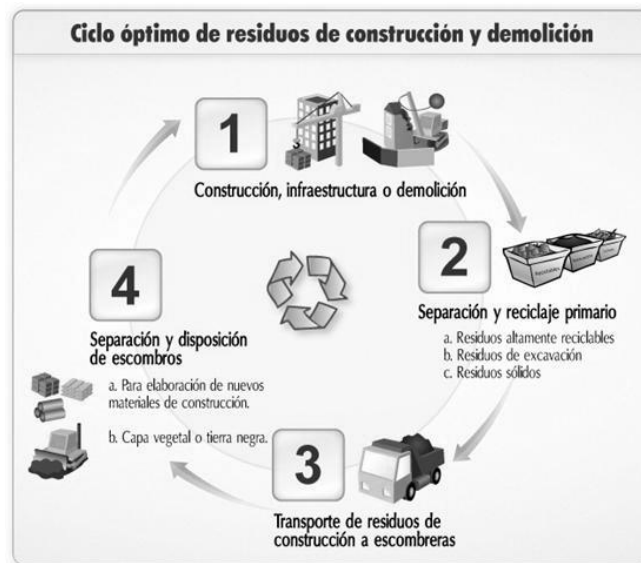 Ciclo óptimo de residuos de construcción y demolición
1
Construcción, infraestructura o demolición
2
Separación y reciclaje primario
a. Residuos altamente reciclables
b. Residuos de excavación
c. Residuos sólidos
3
Transporte de residuos de
construcción a escombreras
4
Separación y disposición
de escombros
a. Para elaboración de nuevos
materiales de construcción.
b. Capa vegetal o tierra negra.